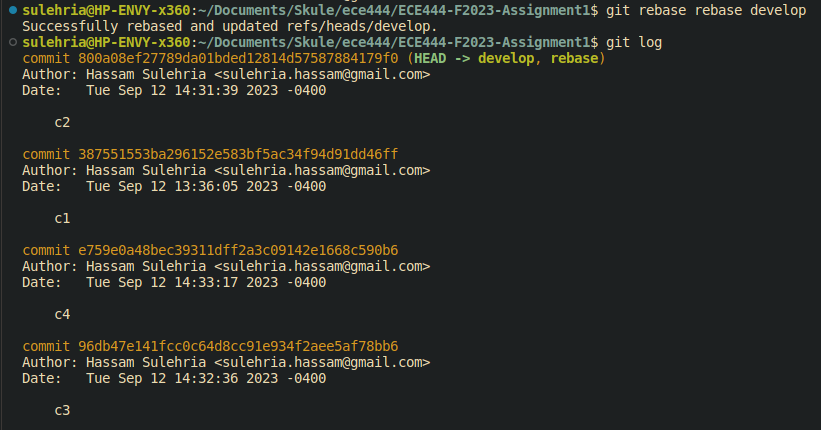 sulehria@HP-ENVY-x360:~/Documents/Skule/ece444/ECE444-F2023-Assignment1$ git rebase rebase develop
Successfully rebased and updated refs/heads/develop.
sulehria@HP-ENVY-x360:~/Documents/Skule/ece444/ECE444-F2023-Assignment1$ git log
commit 800a08ef27789da01bded12814d57587884179f0 (HEAD -> develop, rebase)
Author: Hassam Sulehria <sulehria.hassam@gmail.com>
Date:   Tue Sep 12 14:31:39 2023 -0400
c2
commit 387551553ba296152e583bf5ac34f94d91dd46ff
Author: Hassam Sulehria <sulehria.hassam@gmail.com>
Date:   Tue Sep 12 13:36:05 2023 -0400
c1
commit e759e0a48bec39311dff2a3c09142e1668c590b6
Author: Hassam Sulehria <sulehria.hassam@gmail.com>
Date:   Tue Sep 12 14:33:17 2023 -0400
c4
commit 96db47e141fcc0c64d8cc91e934f2aee5af78bb6
Author: Hassam Sulehria <sulehria.hassam@gmail.com>
Date:   Tue Sep 12 14:32:36 2023 -0400
c3